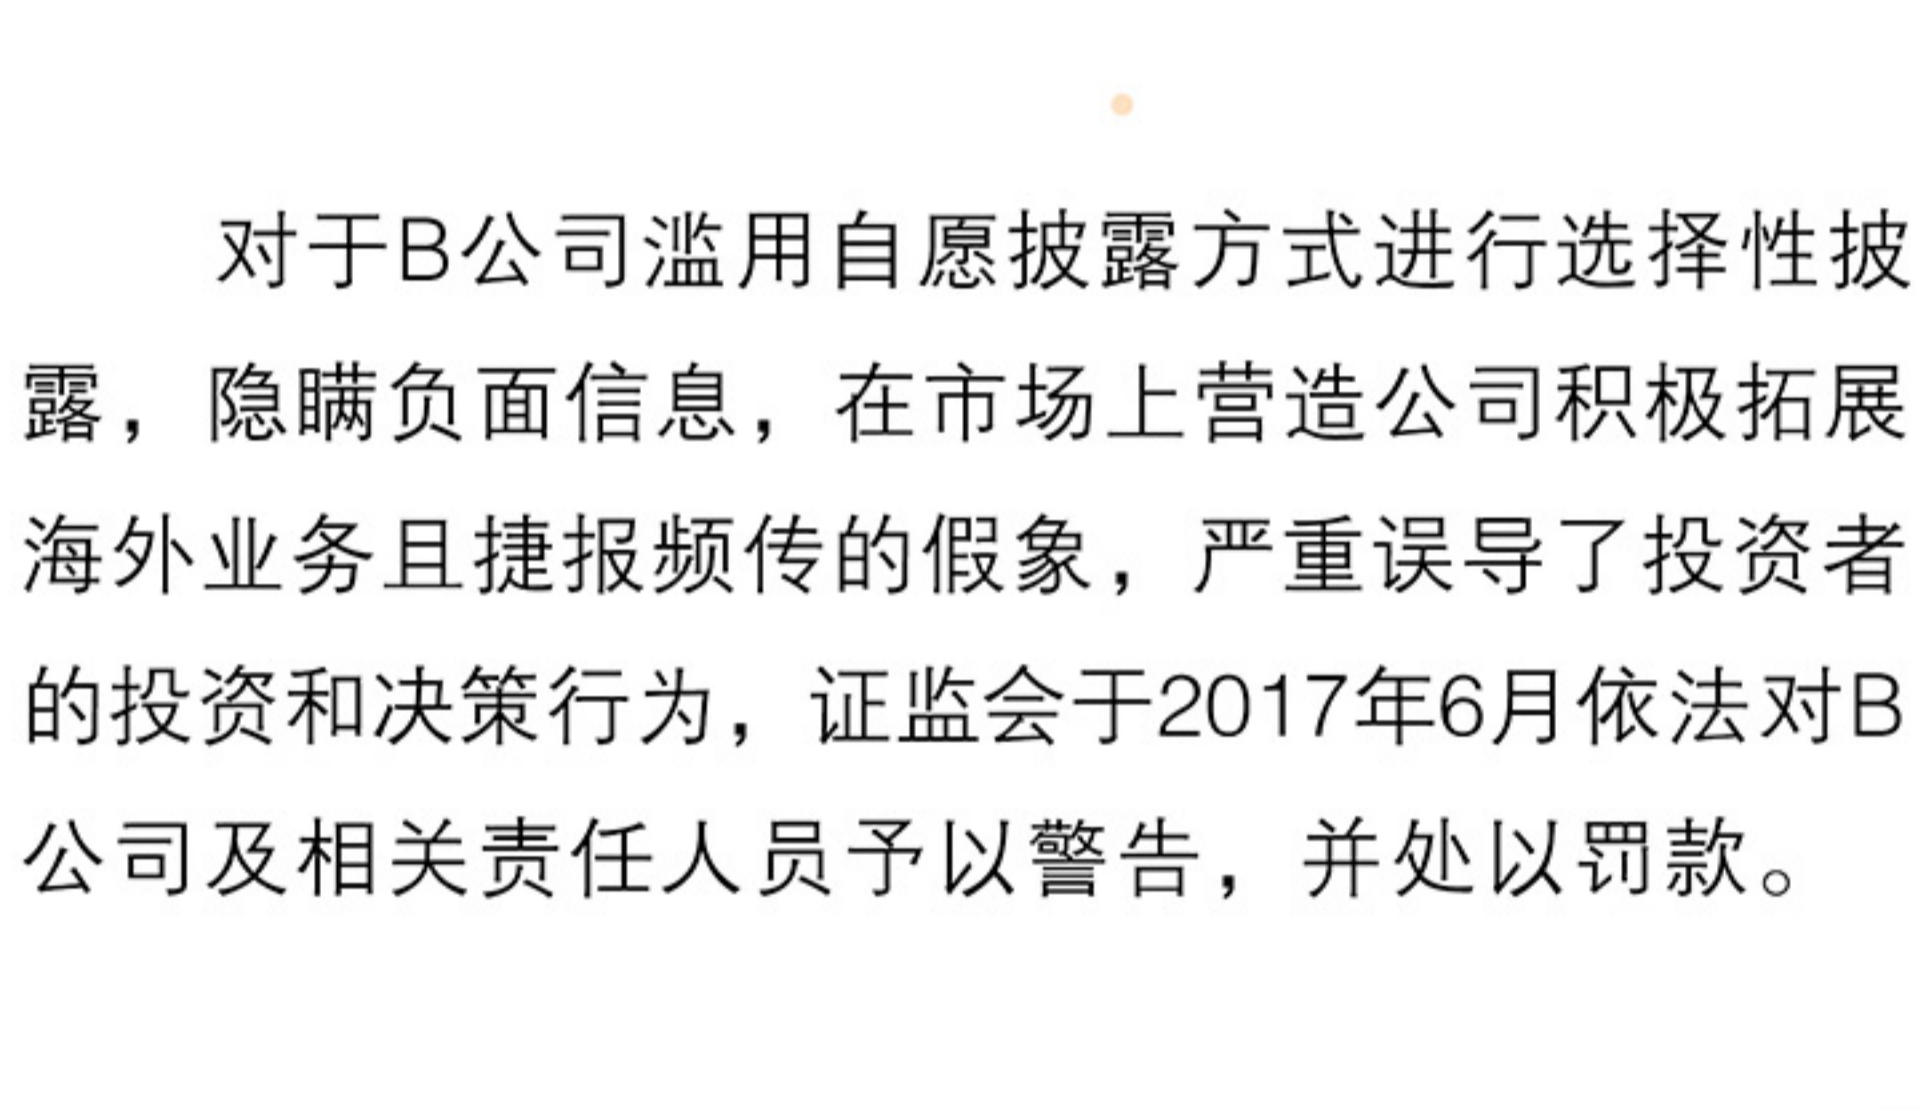 对于B公司滥用自愿披露方式进行选择性披
露，隐瞒负面信息，在市场上营造公司积极拓展
海外业务且捷报频传的假象，严重误导了投资者
的投资和决策行为，证监会于2017年6月依法对B
公司及相关责任人员予以警告，并处以罚款。